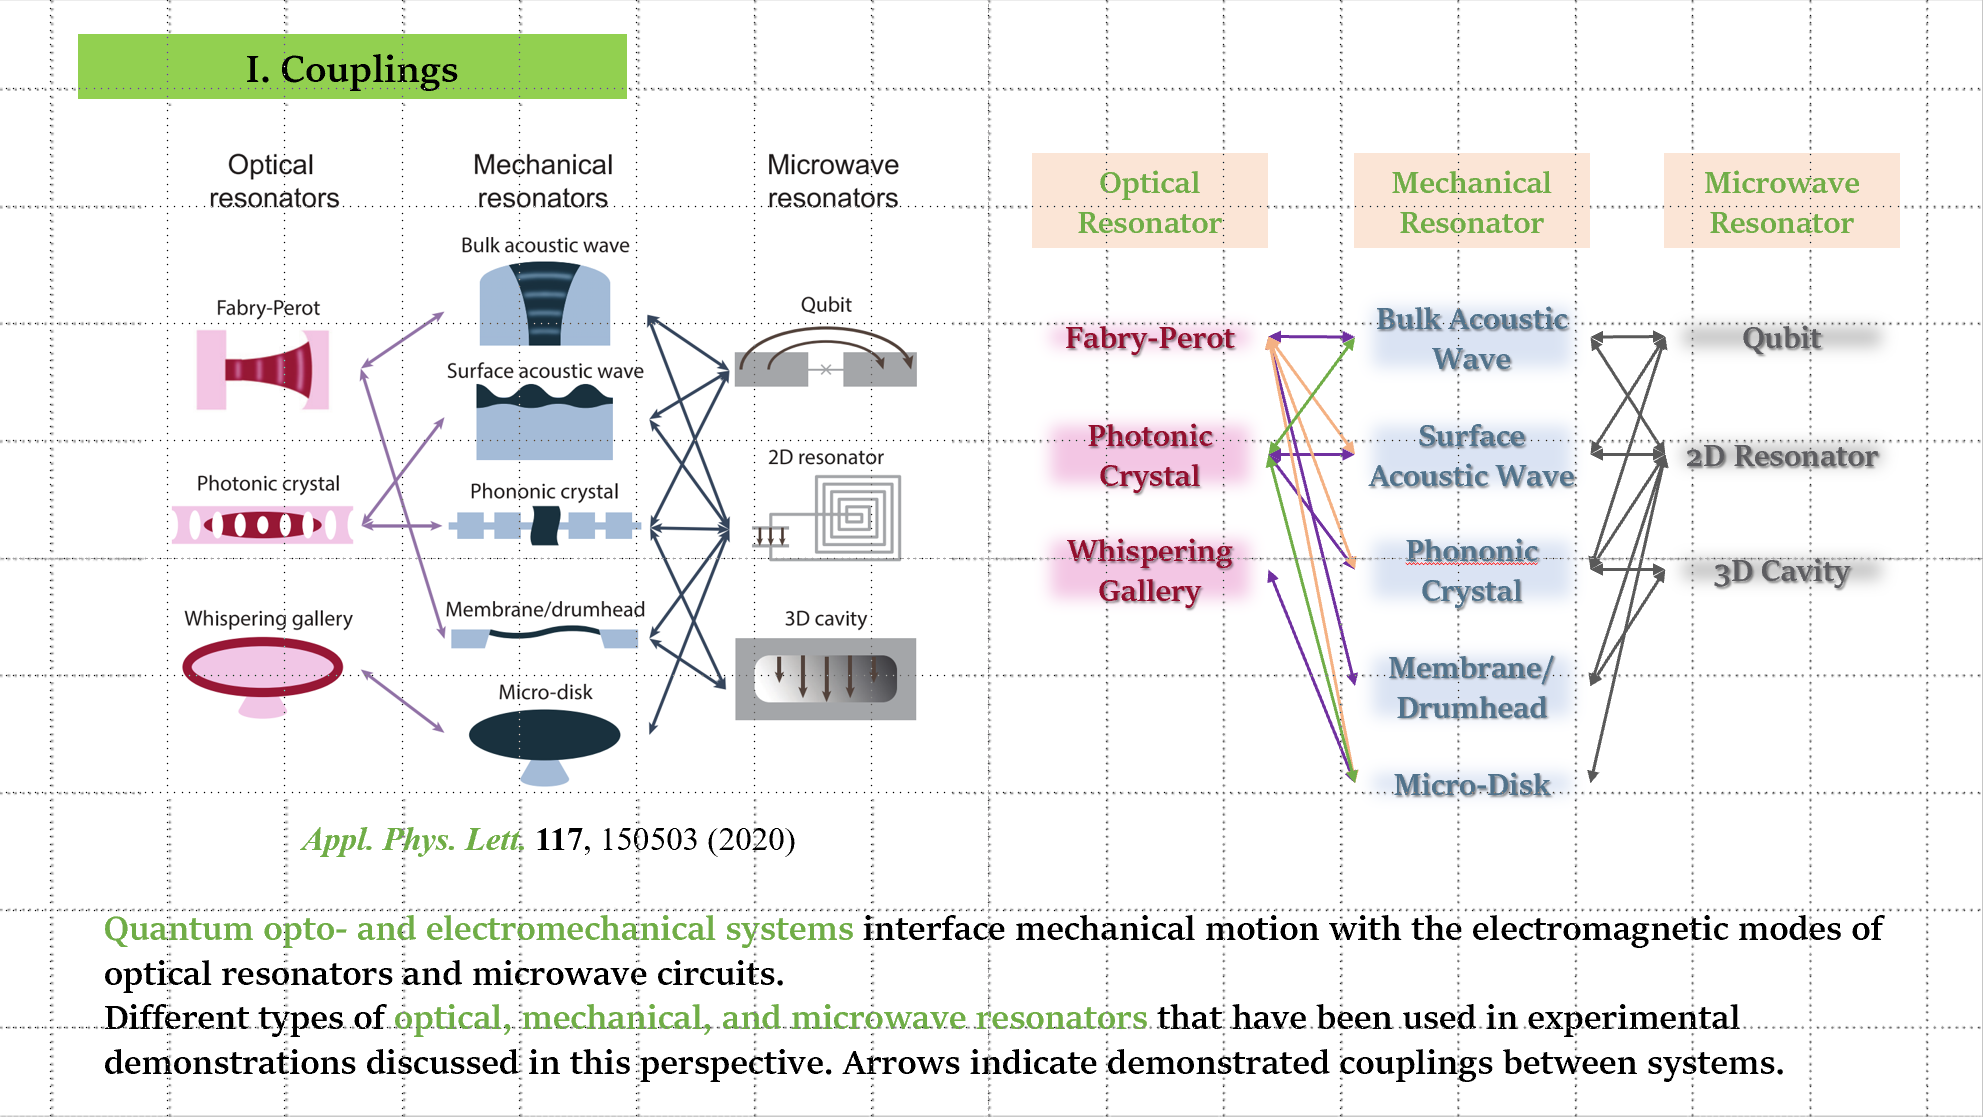 I. Couplings
Optical
resonators
Mechanical
resonators
Microwave
resonators
Fabry-Perot
Photonic crystal
Whispering gallery
Bulk acoustic wave
Surface acoustic wave
Phononic crystal
Membrane/drumhead
Micro-disk
Qubit
2D resonator
3D cavity
Appl. Phys. Lett. 117, 150503 (2020)
Optical
Resonator
Mechanical
Resonator
Microwave
Resonator
Fabry-Perot
Photonic
Crystal
Whispering
Gallery
Bulk Acoustic
Wave
Surface
Acoustic Wave
Phononic
Crystal
Membrane/
Drumhead
Micro-Disk
Qubit
2D Resonator
3D Cavity
Quantum opto- and electromechanical systems interface mechanical motion with the electromagnetic modes of
optical resonators and microwave circuits.
Different types of optical, mechanical, and microwave resonators that have been used in experimental
demonstrations discussed in this perspective. Arrows indicate demonstrated couplings between systems.